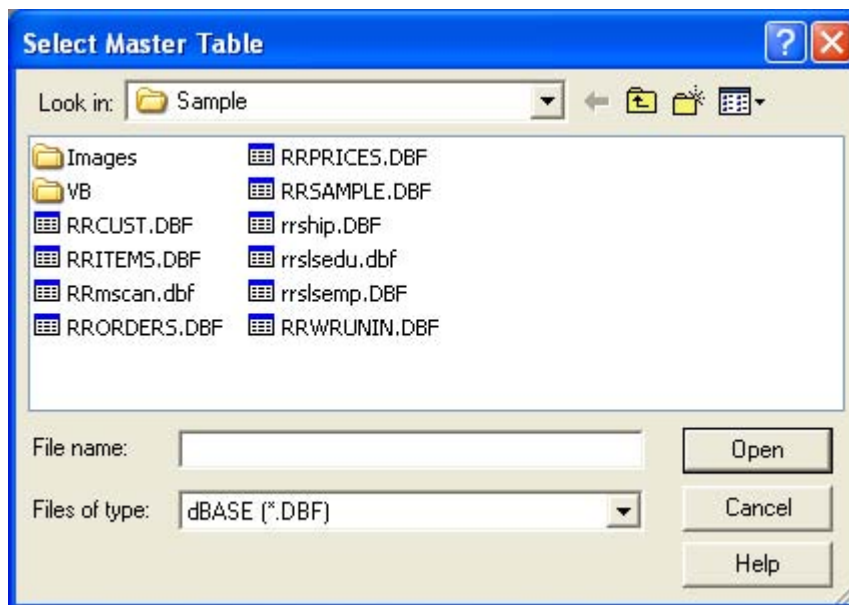 Select Master Table
Look in: Sample
Images RRPRICES.DBF
VB RRSAMPLE.DBF
RRCUST.DBF rrship.DBF
RRITEMS.DBF rrslsedu.dbf
RRmscan.dbf rrslsemp.DBF
RRORDERS.DBF RRWRUNIN.DBF
File name: Open
Files of type: dBASE (*.DBF) Cancel
Help